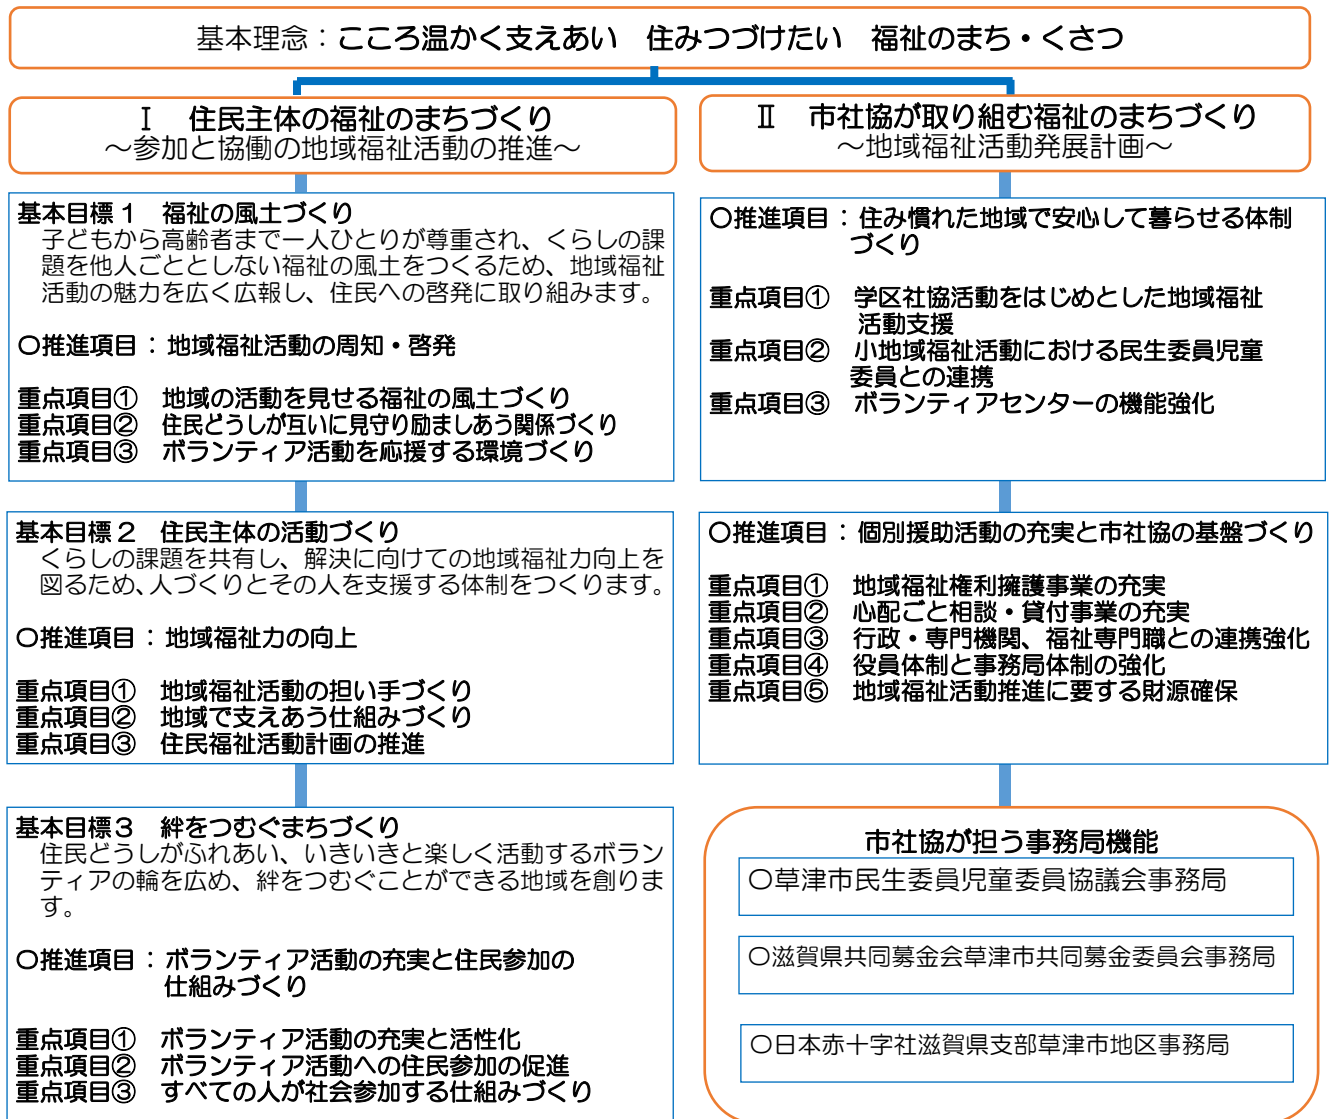 基本理念：こころ温かく支えあい　住みつづけたい　福祉のまち・くさつ
Ⅰ　住民主体の福祉のまちづくり
～参加と協働の地域福祉活動の推進～
基本目標１　福祉の風土づくり
子どもから高齢者まで一人ひとりが尊重され、くらしの課
題を他人ごととしない福祉の風土をつくるため、地域福祉
活動の魅力を広く広報し、住民への啓発に取り組みます。
〇推進項目：地域福祉活動の周知・啓発
重点項目①　地域の活動を見せる福祉の風土づくり
重点項目②　住民どうしが互いに見守り励ましあう関係づくり
重点項目③　ボランティア活動を応援する環境づくり
基本目標２　住民主体の活動づくり
くらしの課題を共有し、解決に向けての地域福祉力向上を
図るため、人づくりとその人を支援する体制をつくります。
〇推進項目：地域福祉力の向上
重点項目①　地域福祉活動の担い手づくり
重点項目②　地域で支えあう仕組みづくり
重点項目③　住民福祉活動計画の推進
基本目標３　絆をつむぐまちづくり
住民どうしがふれあい、いきいきと楽しく活動するボラン
ティアの輪を広め、絆をつむぐことができる地域を創りま
す。
〇推進項目：ボランティア活動の充実と住民参加の
仕組みづくり
重点項目①　ボランティア活動の充実と活性化
重点項目②　ボランティア活動への住民参加の促進
重点項目③　すべての人が社会参加する仕組みづくり
Ⅱ　市社協が取り組む福祉のまちづくり
～地域福祉活動発展計画～
〇推進項目：住み慣れた地域で安心して暮らせる体制
づくり
重点項目①　学区社協活動をはじめとした地域福祉
活動支援
重点項目②　小地域福祉活動における民生委員児童
委員との連携
重点項目③　ボランティアセンターの機能強化
〇推進項目：個別援助活動の充実と市社協の基盤づくり
重点項目①　地域福祉権利擁護事業の充実
重点項目②　心配ごと相談・貸付事業の充実
重点項目③　行政・専門機関、福祉専門職との連携強化
重点項目④　役員体制と事務局体制の強化
重点項目⑤　地域福祉活動推進に要する財源確保
市社協が担う事務局機能
〇草津市民生委員児童委員協議会事務局
〇滋賀県共同募金会草津市共同募金委員会事務局
〇日本赤十字社滋賀県支部草津市地区事務局